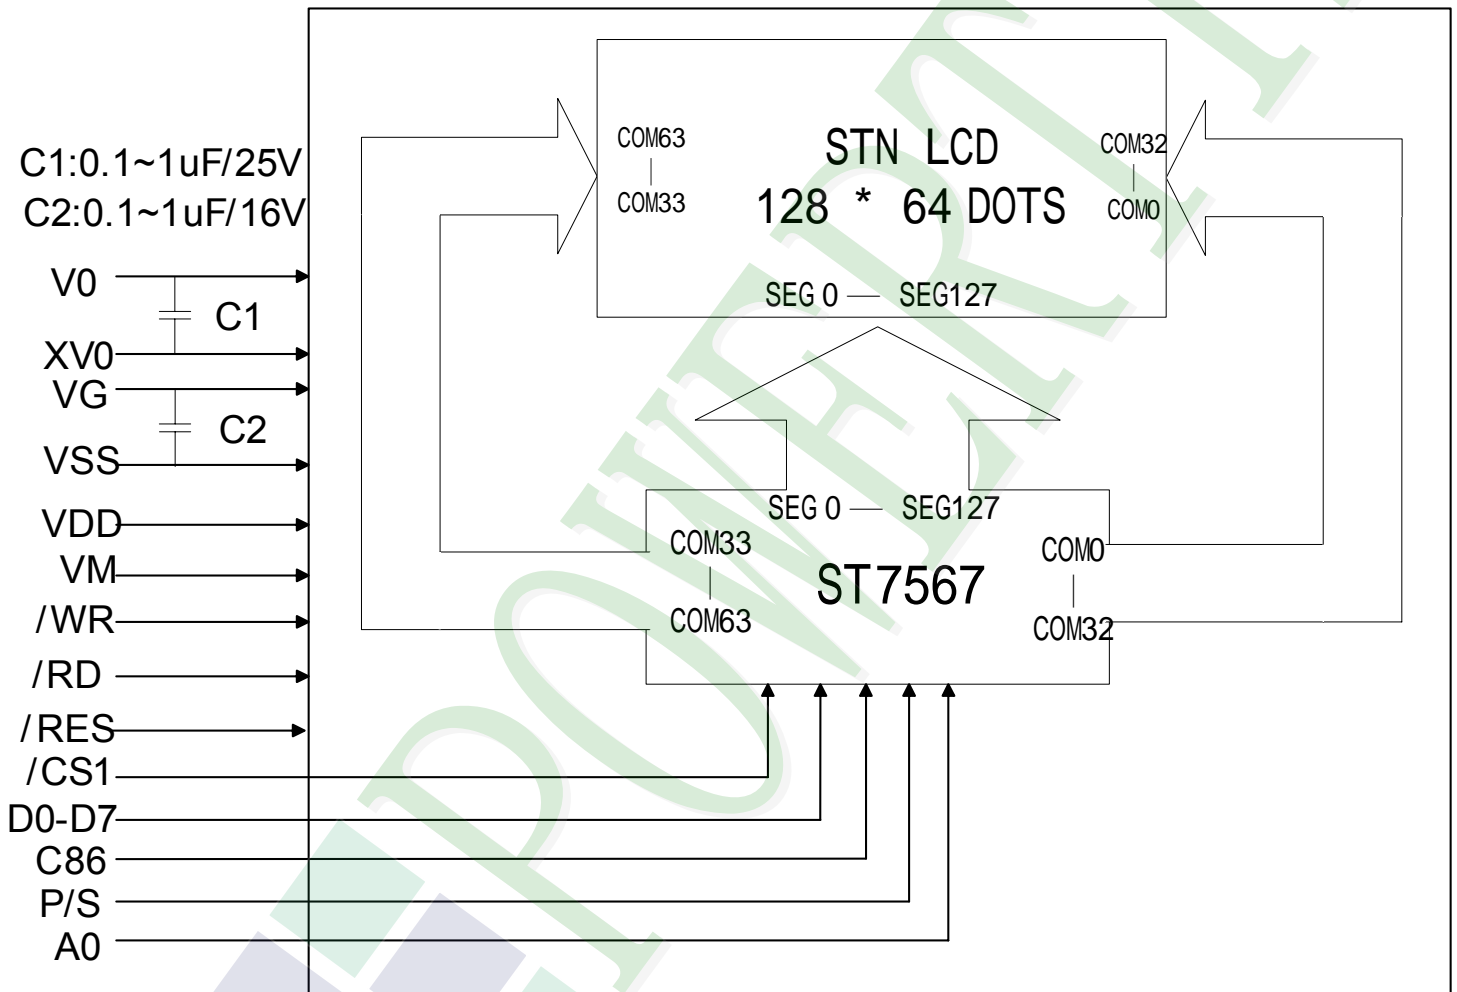 C1:0.1~1uF/25V
C2:0.1~1uF/16V
V0
C1
XV0
VG
C2
VSS
VDD
VM
/WR
/RD
/RES
/CS1
D0-D7
C86
P/S
A0
COM63
COM33
STN LCD
128 * 64 DOTS
COM32
COM0
SEG 0 — SEG127
SEG 0 — SEG127
COM33
COM63
ST7567
COM0
COM32
POWERT